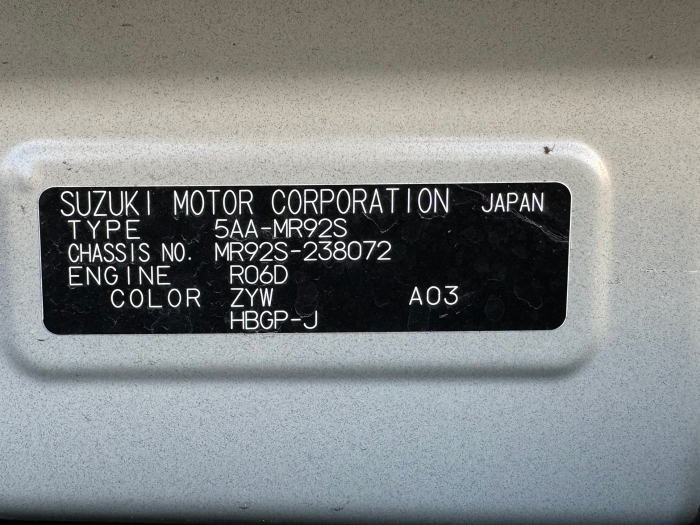 SUZUKI MOTOR CORPORATION JAPAN
TYPE 5AA-MR92S
CHASSIS NO. MR92S-238072
ENGINE R06D
COLOR ZYW A03
HBGP-J